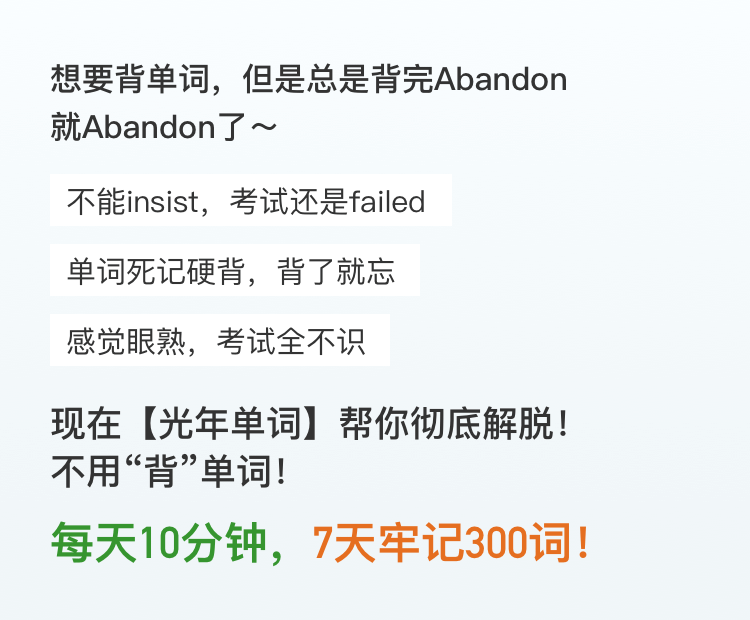 想要背单词，但是总是背完Abandon
就Abandon了～
不能insist，考试还是failed
单词死记硬背，背了就忘
感觉眼熟，考试全不识
现在【光年单词】帮你彻底解脱！
不用“背”单词！
每天10分钟，7天牢记300词！